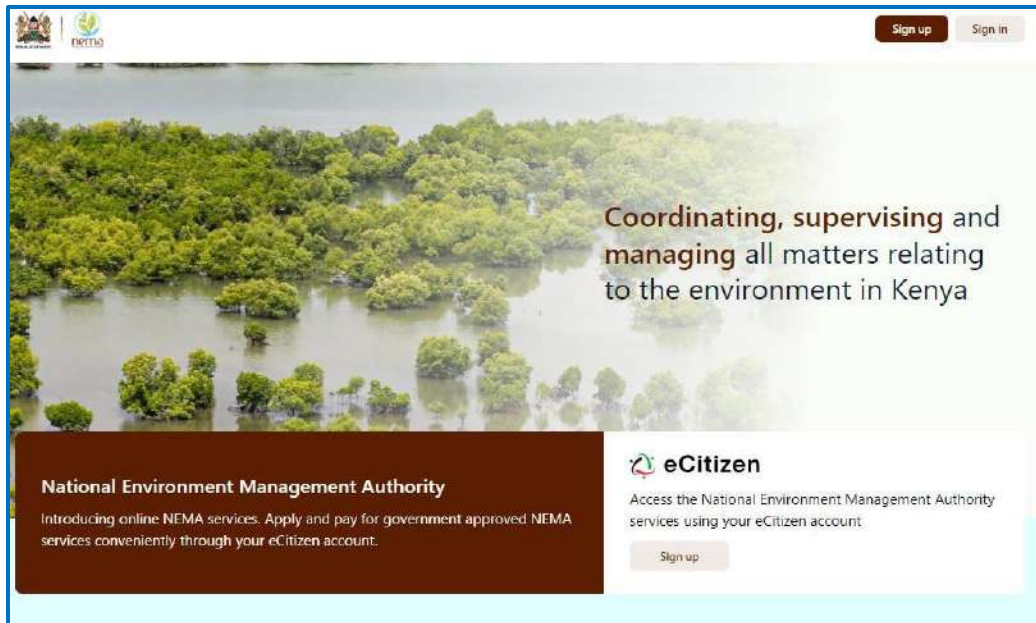 nema
Sign up
Sign in
Coordinating, supervising and
managing all matters relating
to the environment in Kenya
National Environment Management Authority
Introducing online NEMA services. Apply and pay for government approved NEMA
services conveniently through your eCitizen account.
eCitizen
Access the National Environment Management Authority
services using your eCitizen account
Sign up